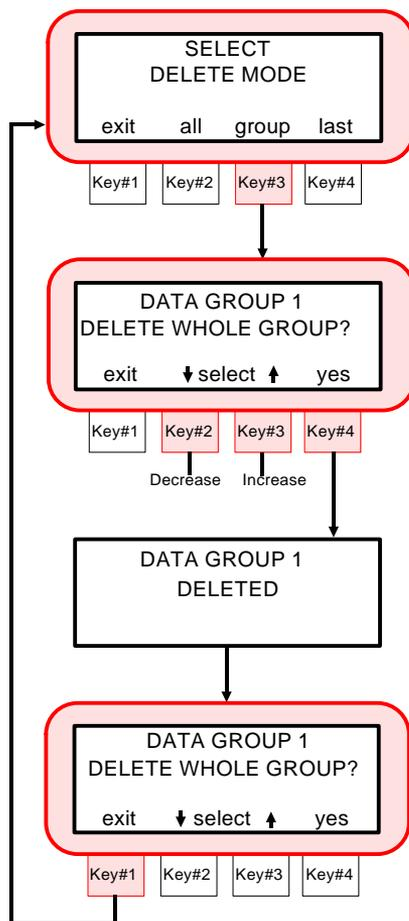 SELECT
DELETE MODE
exit all group last
Key#1 Key#2 Key#3 Key#4
DATA GROUP 1
DELETE WHOLE GROUP?
exit ↓ select ↑ yes
Key#1 Key#2 Key#3 Key#4
Decrease Increase
DATA GROUP 1
DELETED
DATA GROUP 1
DELETE WHOLE GROUP?
exit ↓ select ↑ yes
Key#1 Key#2 Key#3 Key#4